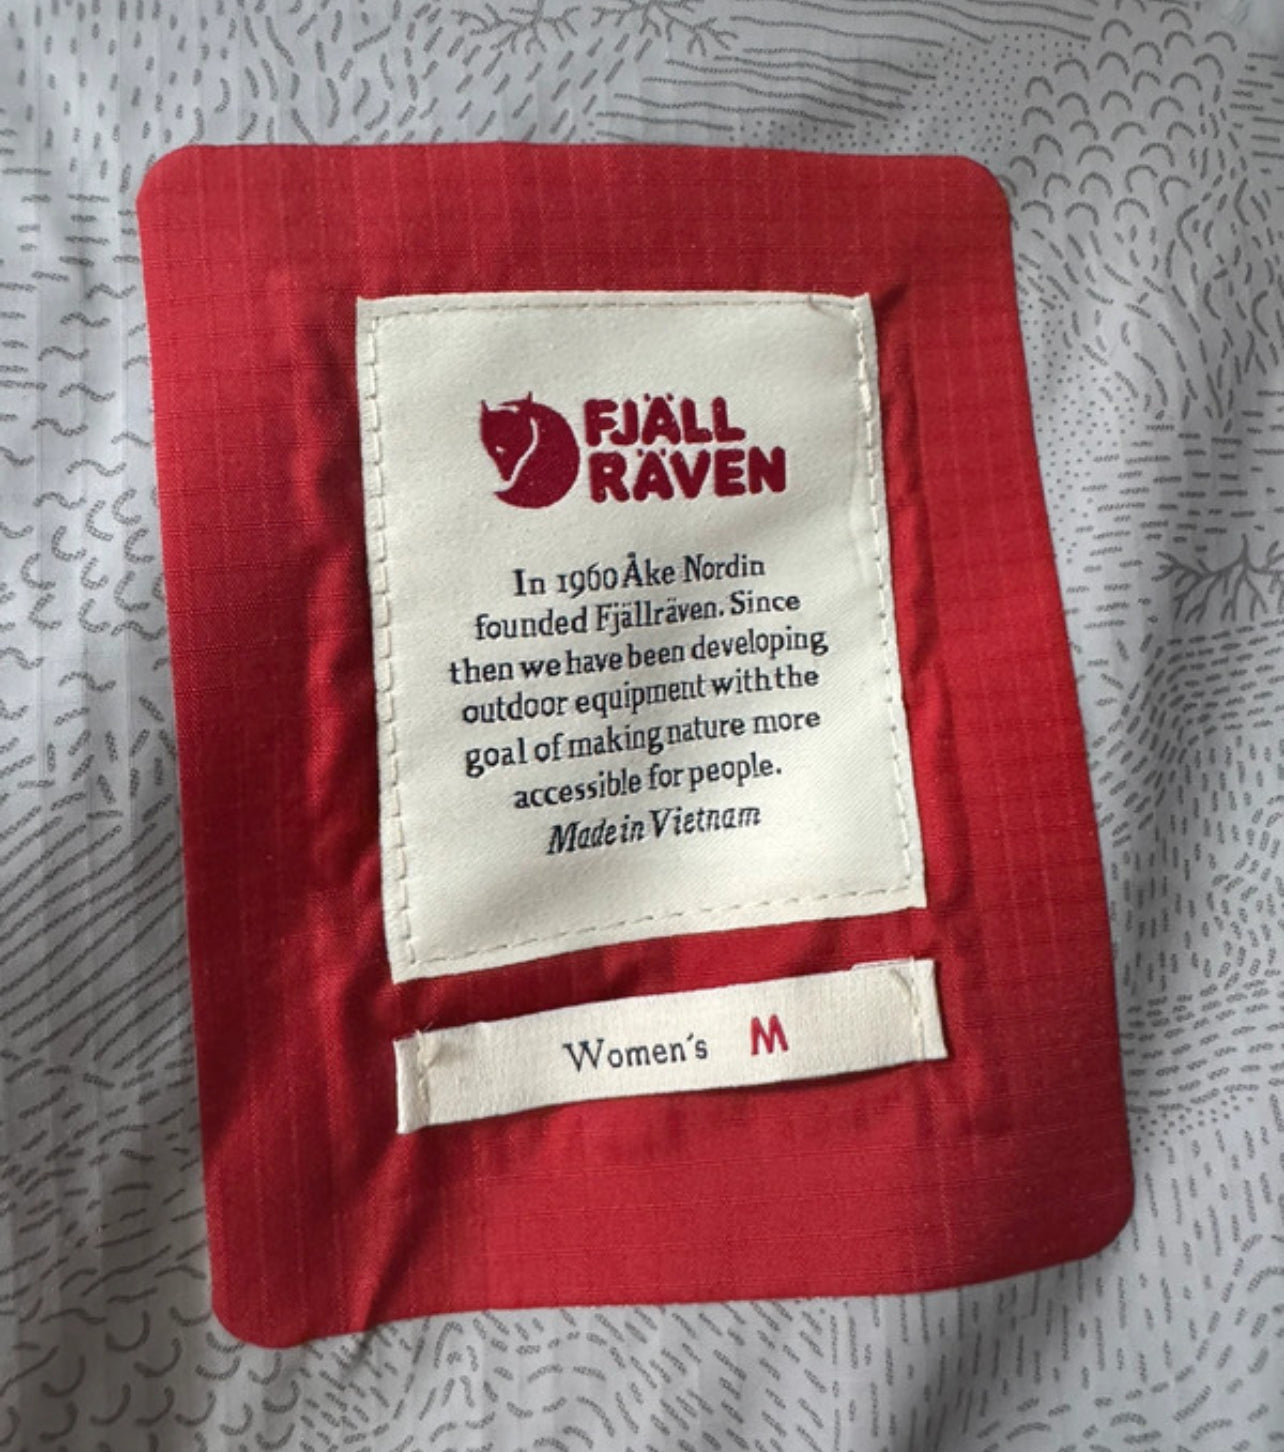 FJÄLL
RÄVEN
In 1960 Åke Nordin
founded Fjällräven. Since
then we have been developing
outdoor equipment with the
goal of making nature more
accessible for people.
Made in Vietnam
Women's M